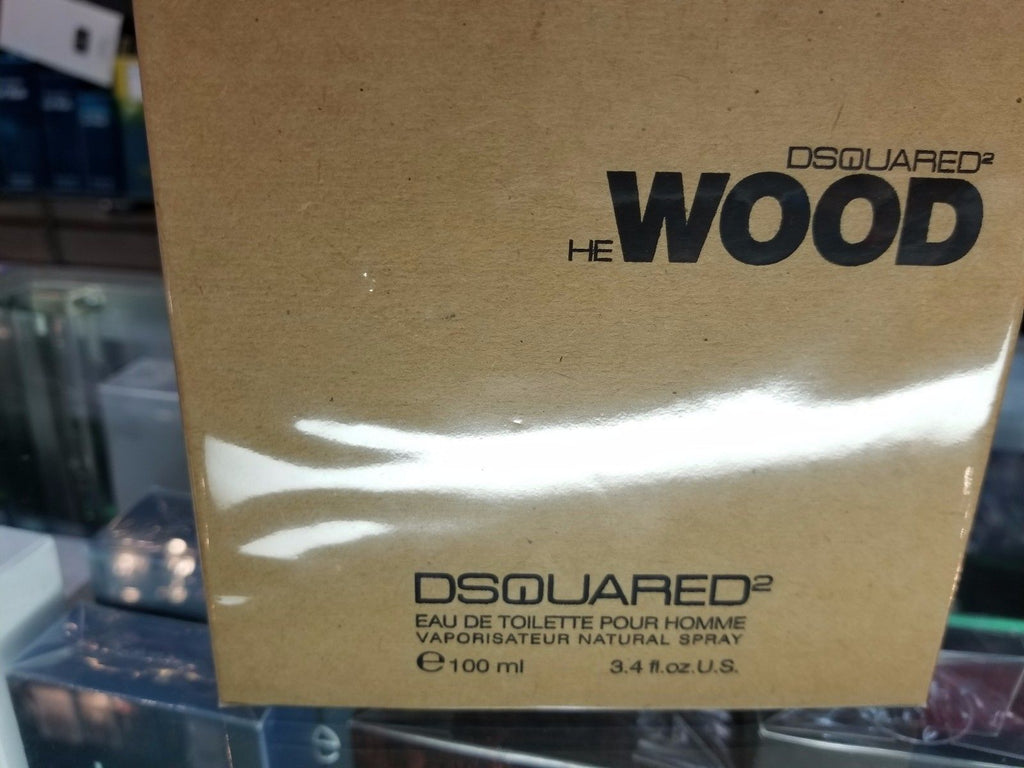 DSQUARED²
HE WOOD
DSQUARED²
EAU DE TOILETTE POUR HOMME
VAPORISATEUR NATURAL SPRAY
e 100 ml 3.4 fl.oz.U.S.